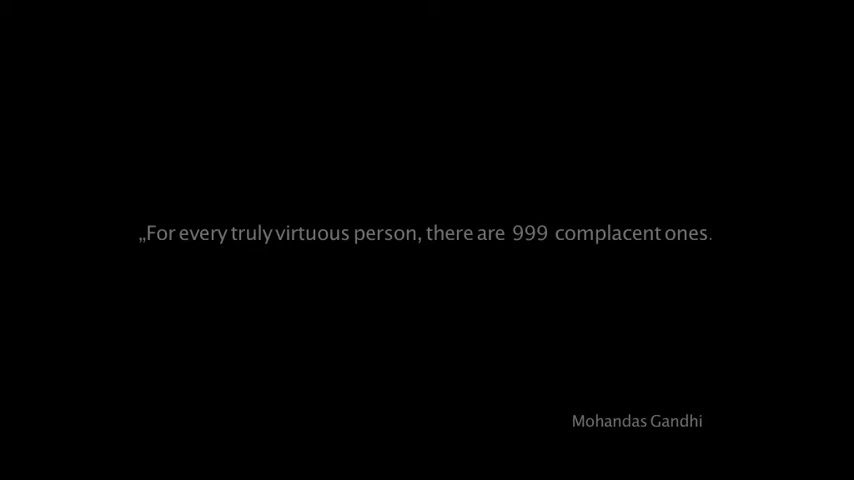 „For every truly virtuous person, there are 999 complacent ones.
Mohandas Gandhi